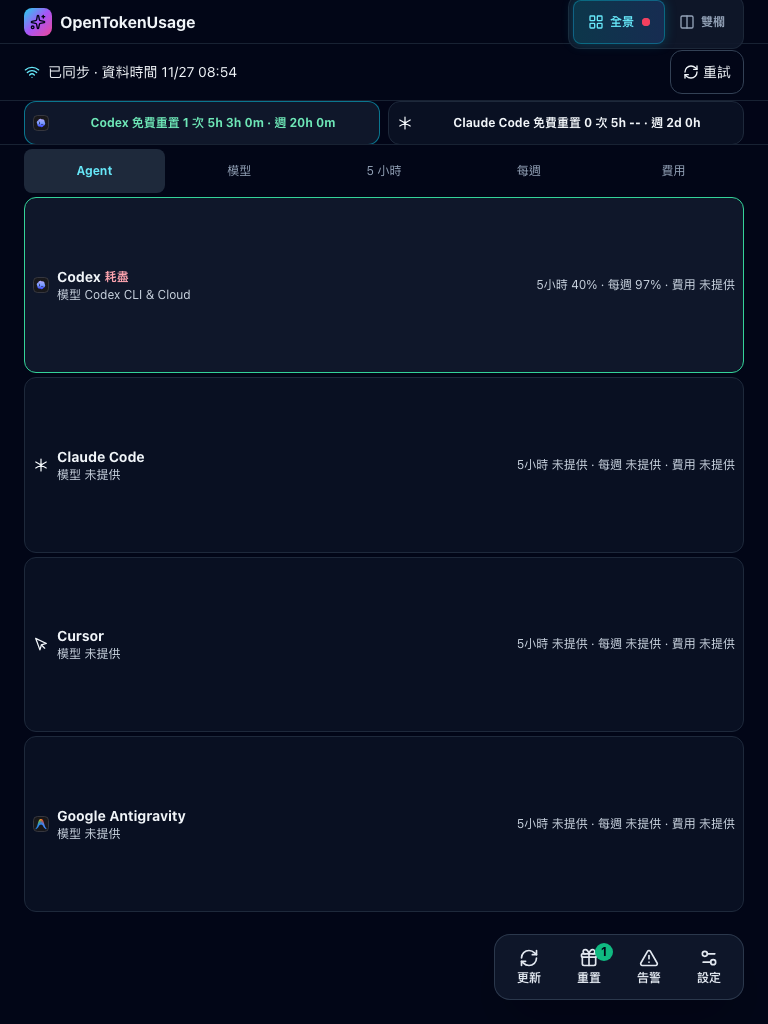 OpenTokenUsage
全景
雙欄
已同步 · 資料時間 11/27 08:54
重試
Codex 免費重置 1 次 5h 3h 0m · 週 20h 0m
Claude Code 免費重置 0 次 5h -- · 週 2d 0h
Agent
模型
5 小時
每週
費用
Codex 耗盡
模型 Codex CLI & Cloud
5小時 40% · 每週 97% · 費用 未提供
Claude Code
模型 未提供
5小時 未提供 · 每週 未提供 · 費用 未提供
Cursor
模型 未提供
5小時 未提供 · 每週 未提供 · 費用 未提供
Google Antigravity
模型 未提供
5小時 未提供 · 每週 未提供 · 費用 未提供
更新
1
重置
告警
設定